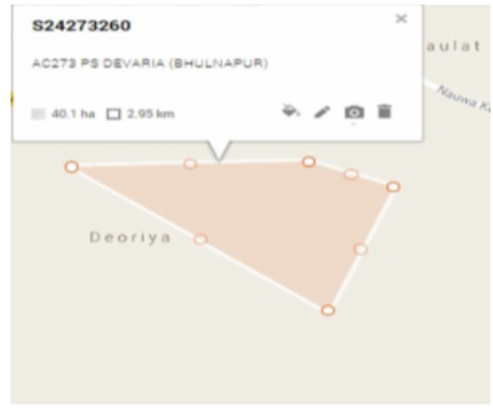 S24273260
aulat
AC273 PS DEVARIA (BHULNAPUR)
Nauwa K
40.1 ha 2.95 km
Deoriya